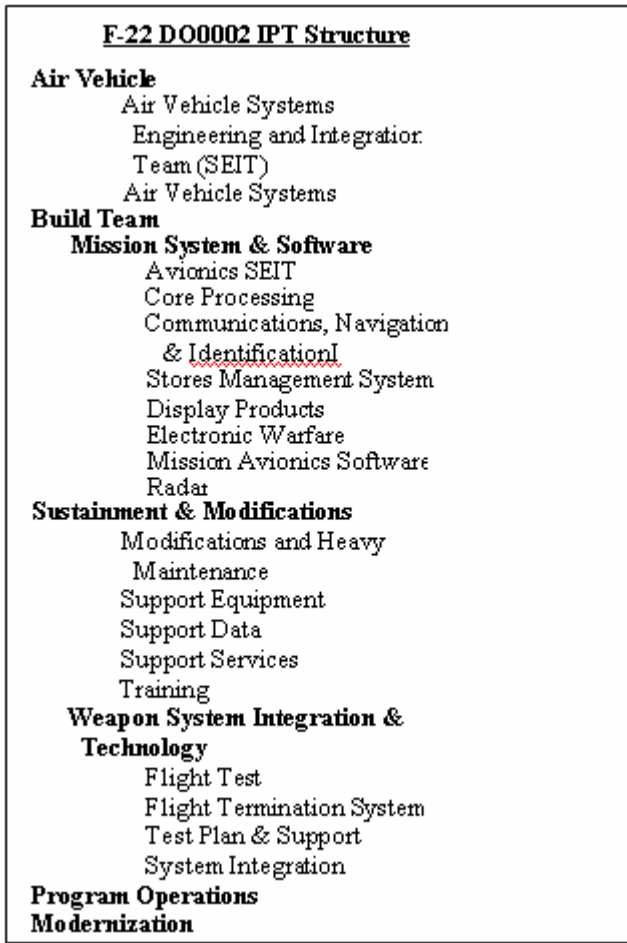 F-22 DO0002 IPT Structure
Air Vehicle
Air Vehicle Systems
Engineering and Integration
Team (SEIT)
Air Vehicle Systems
Build Team
Mission System & Software
Avionics SEIT
Core Processing
Communications, Navigation
& IdentificationI
Stores Management System
Display Products
Electronic Warfare
Mission Avionics Software
Radar
Sustainment & Modifications
Modifications and Heavy
Maintenance
Support Equipment
Support Data
Support Services
Training
Weapon System Integration &
Technology
Flight Test
Flight Termination System
Test Plan & Support
System Integration
Program Operations
Modernization